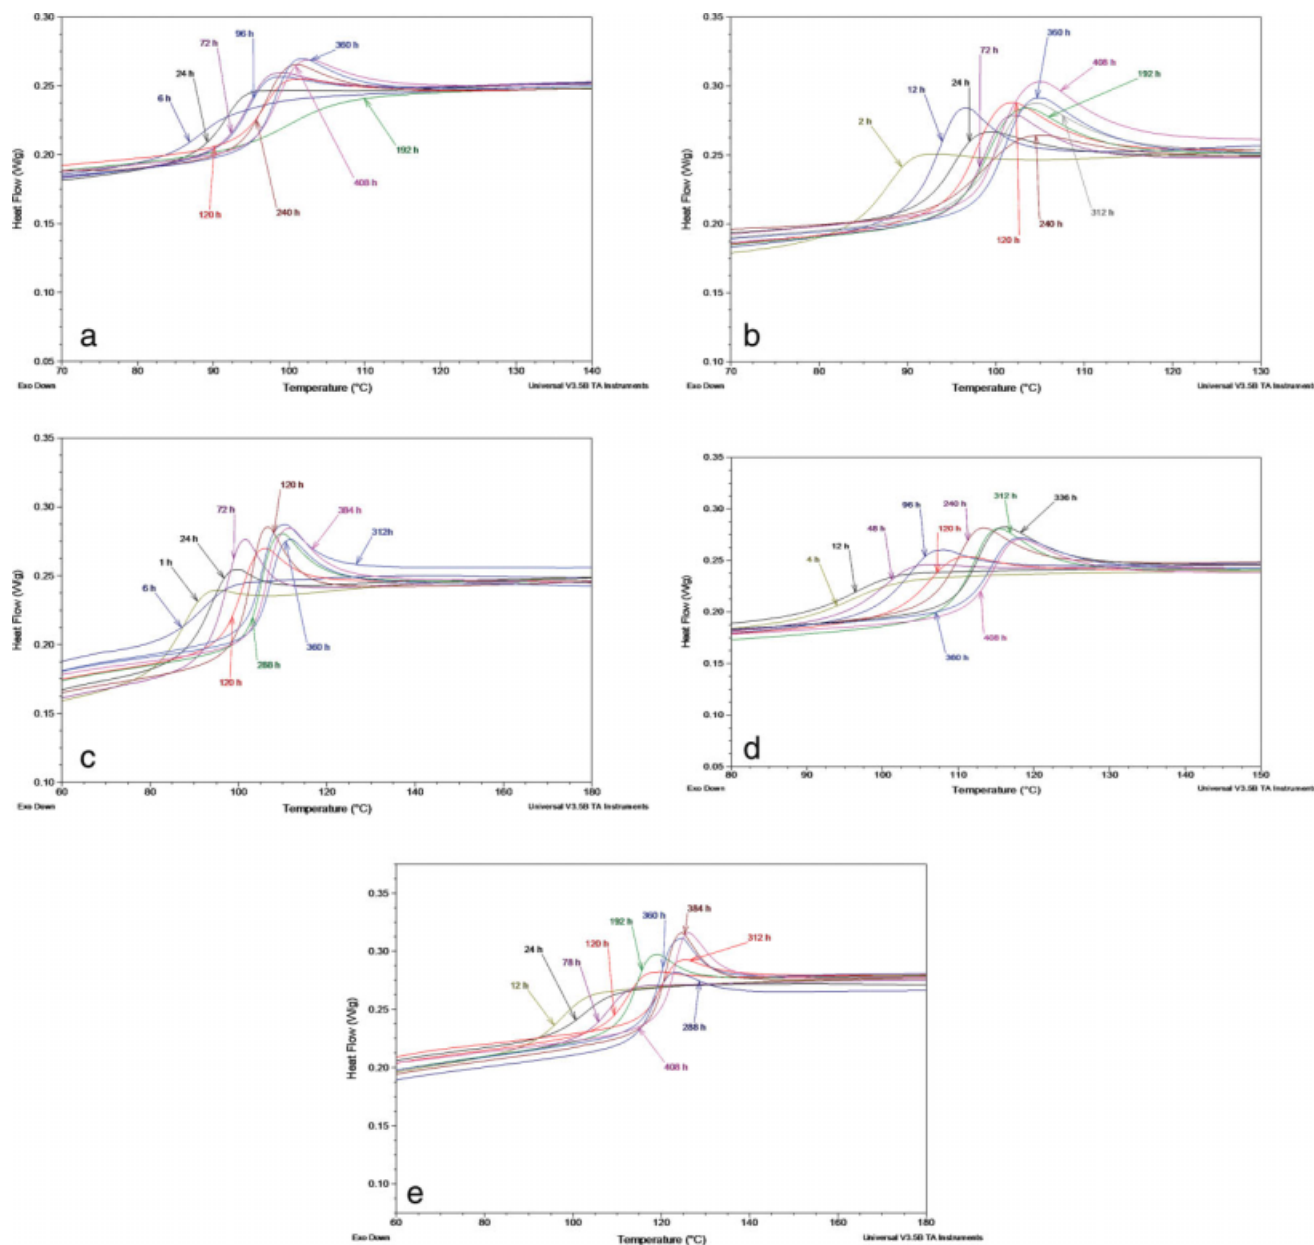 0.30
0.25
0.20
0.15
0.10
0.05
Heat Flow (W/g)
96 h
360 h
72 h
24 h
6 h
192 h
408 h
120 h
240 h
a
70 80 90 100 110 120 130 140
Exo Down
Temperature (°C)
Universal V3.5B TA Instruments
0.35
0.30
0.25
0.20
0.15
0.10
Heat Flow (W/g)
360 h
72 h
408 h
24 h
192 h
12 h
2 h
312 h
240 h
120 h
b
70 80 90 100 110 120 130
Exo Down
Temperature (°C)
Universal V3.5B TA Instruments
0.35
0.30
0.25
0.20
0.15
0.10
Heat Flow (W/g)
120 h
72 h
384 h
24 h
312h
1 h
6 h
360 h
288 h
120 h
c
60 80 100 120 140 160 180
Exo Down
Temperature (°C)
Universal V3.5B TA Instruments
0.35
0.30
0.25
0.20
0.15
0.10
0.05
Heat Flow (W/g)
96 h
240 h
312 h
336 h
48 h
120 h
12 h
4 h
408 h
360 h
d
80 90 100 110 120 130 140 150
Exo Down
Temperature (°C)
Universal V3.5B TA Instruments
0.35
0.30
0.25
0.20
0.15
0.10
Heat Flow (W/g)
384 h
360 h
192 h
312 h
120 h
24 h
78 h
12 h
288 h
408 h
e
60 80 100 120 140 160 180
Exo Down
Temperature (°C)
Universal V3.5B TA Instruments